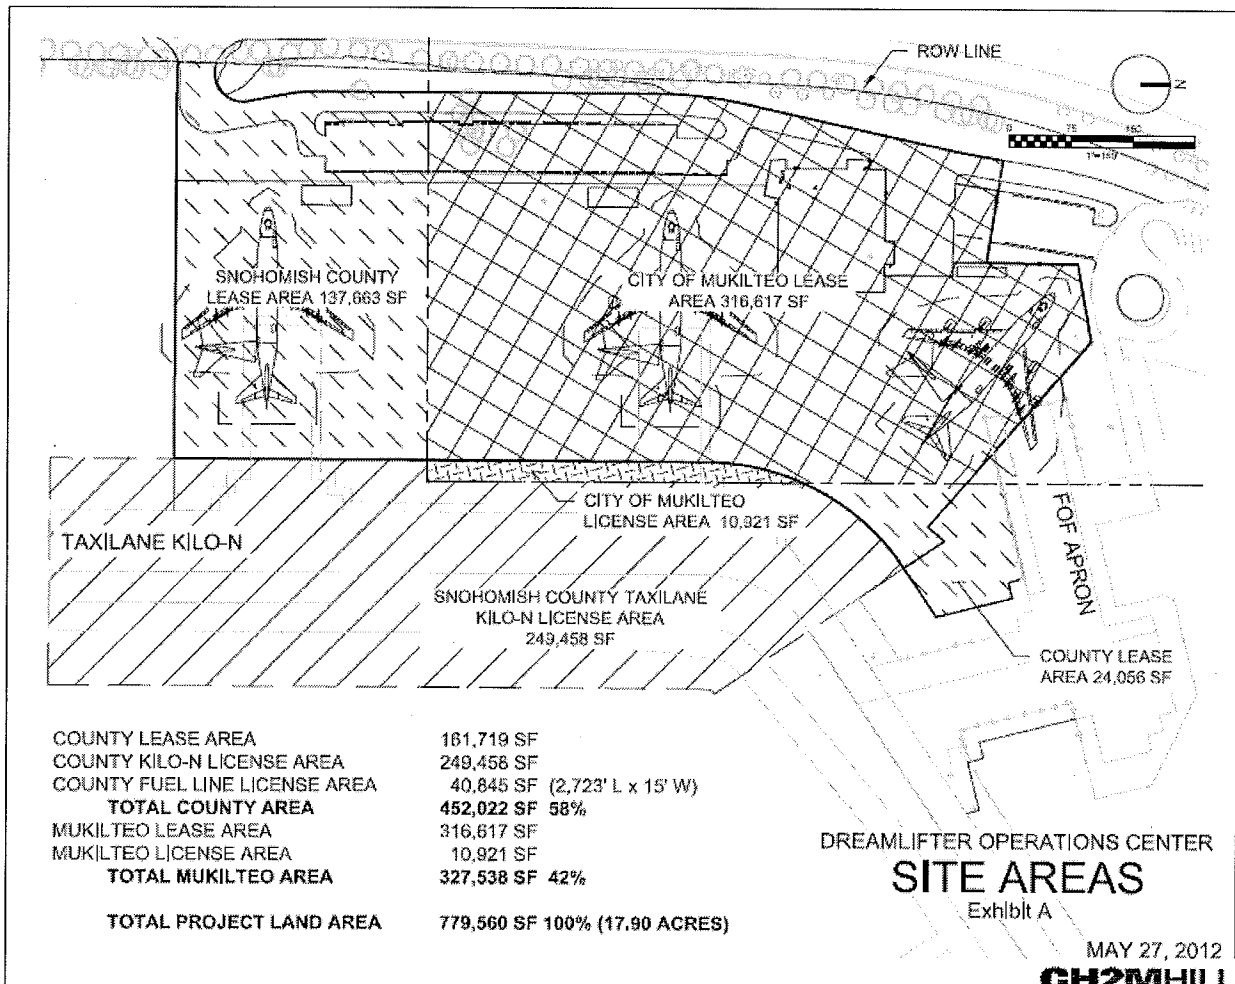 ROW LINE
N
0 75 150
1"=150'
SNOHOMISH COUNTY
LEASE AREA 137,663 SF
CITY OF MUKILTEO LEASE
AREA 316,617 SF
CITY OF MUKILTEO
LICENSE AREA 10,921 SF
TAXILANE KILO-N
SNOHOMISH COUNTY TAXILANE
KILO-N LICENSE AREA
249,458 SF
FOF APRON
COUNTY LEASE
AREA 24,056 SF
COUNTY LEASE AREA 161,719 SF
COUNTY KILO-N LICENSE AREA 249,458 SF
COUNTY FUEL LINE LICENSE AREA 40,845 SF (2,723' L x 15' W)
TOTAL COUNTY AREA 452,022 SF 58%
MUKILTEO LEASE AREA 316,617 SF
MUKILTEO LICENSE AREA 10,921 SF
TOTAL MUKILTEO AREA 327,538 SF 42%
TOTAL PROJECT LAND AREA 779,560 SF 100% (17.90 ACRES)
DREAMLIFTER OPERATIONS CENTER
SITE AREAS
Exhibit A
MAY 27, 2012
CH2MHILL